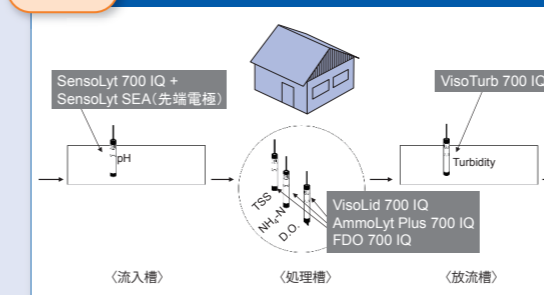 SensoLyt 700 IQ +
SensoLyt SEA（先端電極）
VisoTurb 700 IQ
pH
Turbidity
TSS
NH₄-N
D.O.
VisoLid 700 IQ
AmmoLyt Plus 700 IQ
FDO 700 IQ
〈流入槽〉
〈処理槽〉
〈放流槽〉